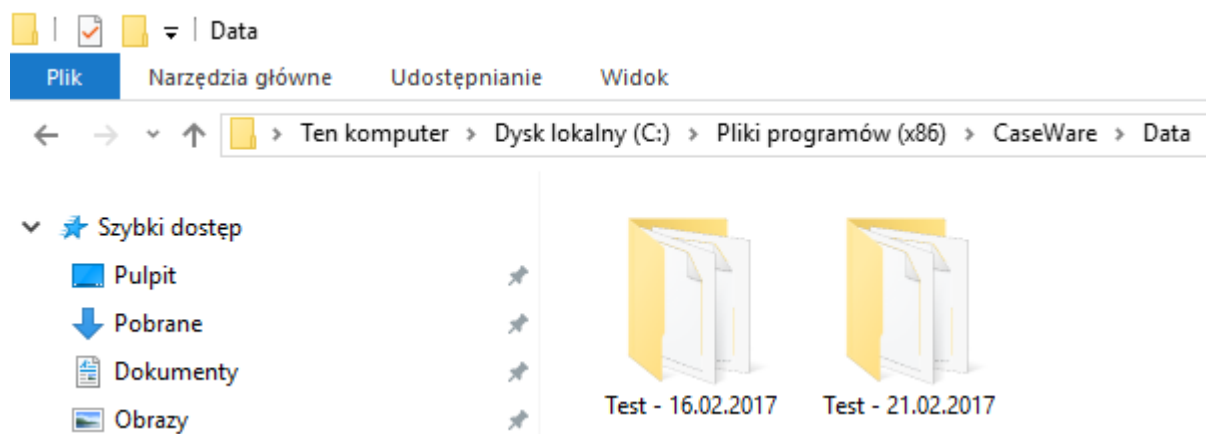 Data
Plik Narzędzia główne Udostępnianie Widok
Ten komputer > Dysk lokalny (C:) > Pliki programów (x86) > CaseWare > Data
Szybki dostęp
Pulpit
Pobrane
Dokumenty
Obrazy
Test - 16.02.2017 Test - 21.02.2017